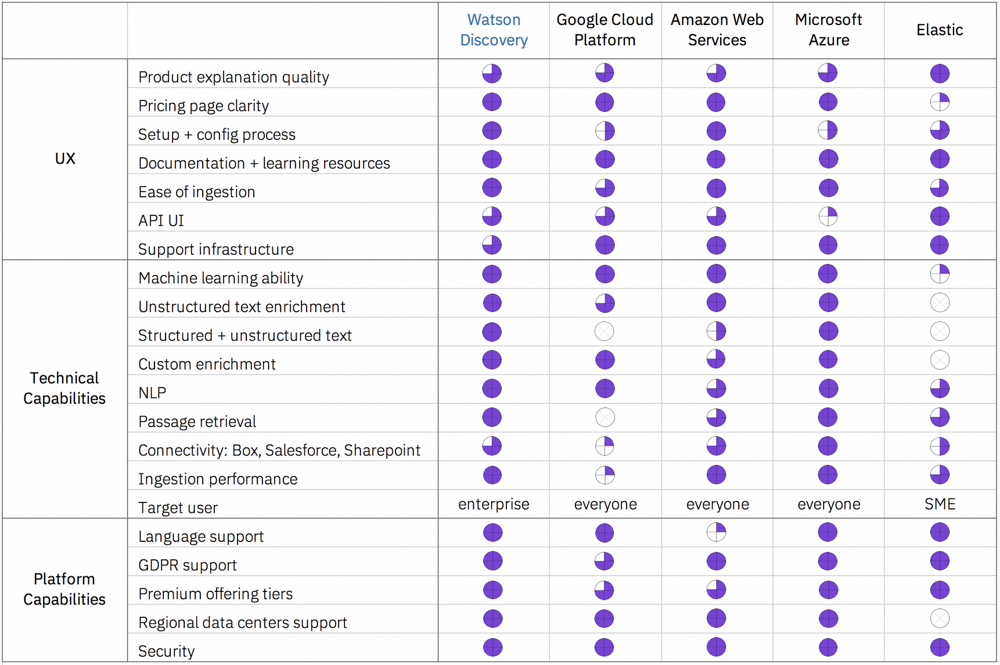 Watson
Discovery
Google Cloud
Platform
Amazon Web
Services
Microsoft
Azure
Elastic
UX
Product explanation quality
Pricing page clarity
Setup + config process
Documentation + learning resources
Ease of ingestion
API UI
Support infrastructure
Technical
Capabilities
Machine learning ability
Unstructured text enrichment
Structured + unstructured text
Custom enrichment
NLP
Passage retrieval
Connectivity: Box, Salesforce, Sharepoint
Ingestion performance
Target user enterprise everyone everyone everyone SME
Platform
Capabilities
Language support
GDPR support
Premium offering tiers
Regional data centers support
Security